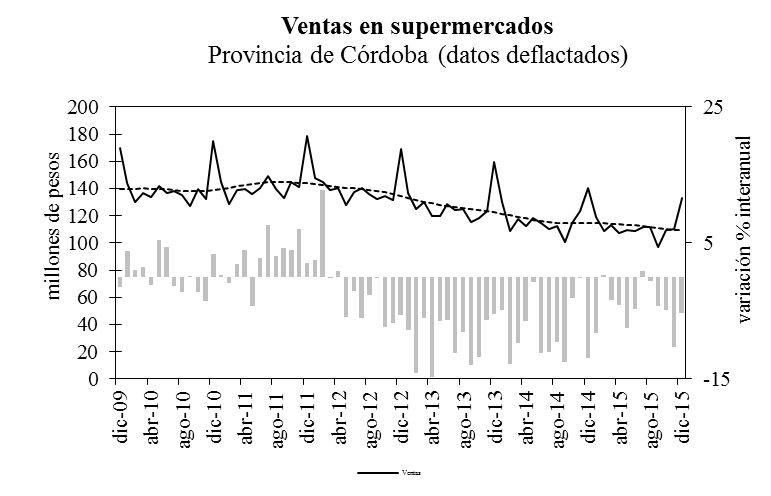 Ventas en supermercados
Provincia de Córdoba (datos deflactados)
millones de pesos
200
180
160
140
120
100
80
60
40
20
0
25
5
-15
variación % interanual
dic-09
abr-10
ago-10
dic-10
abr-11
ago-11
dic-11
abr-12
ago-12
dic-12
abr-13
ago-13
dic-13
abr-14
ago-14
dic-14
abr-15
ago-15
dic-15
Ventas